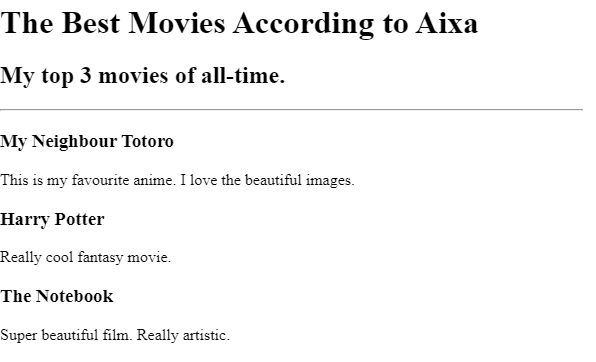 The Best Movies According to Aixa
My top 3 movies of all-time.
My Neighbour Totoro
This is my favourite anime. I love the beautiful images.
Harry Potter
Really cool fantasy movie.
The Notebook
Super beautiful film. Really artistic.